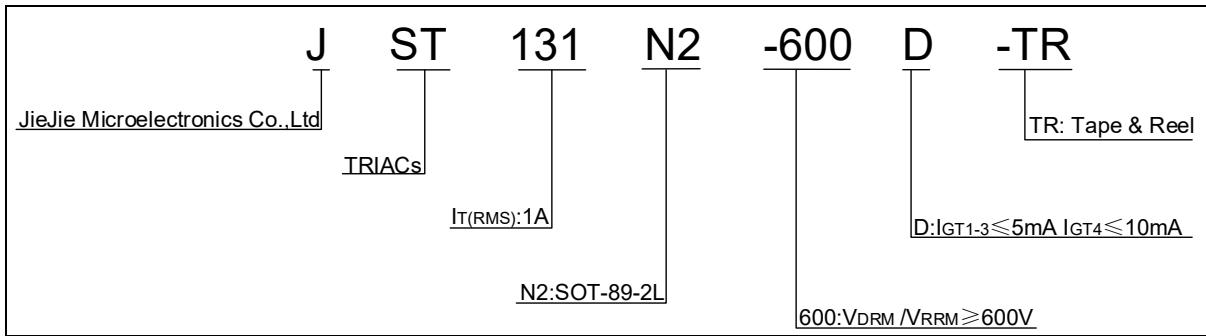 J ST 131 N2 -600 D -TR
JieJie Microelectronics Co.,Ltd
TR: Tape & Reel
TRIACs
IT(RMS):1A
D:IGT1-3≤5mA IGT4≤10mA
N2:SOT-89-2L
600:VDRM /VRRM≥600V